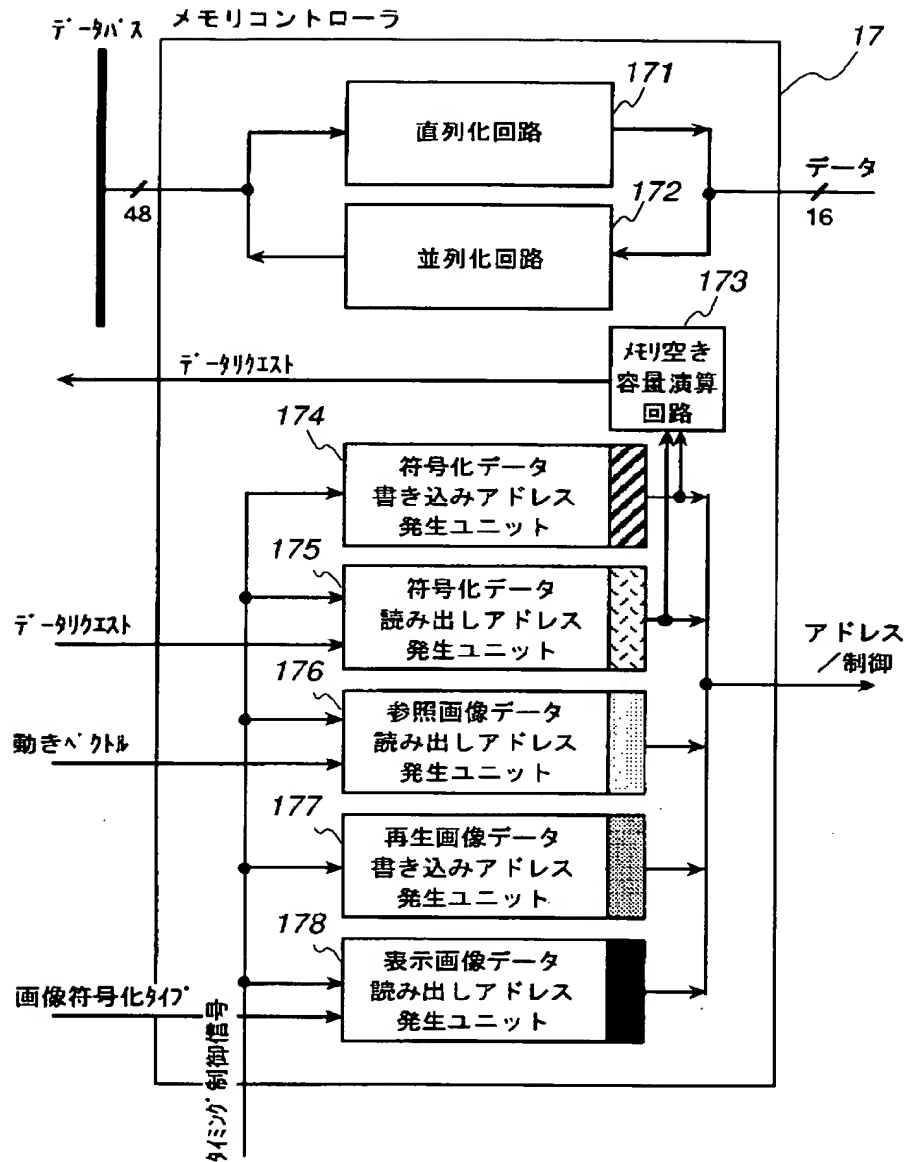 メモリコントローラ
データバス
17
171
直列化回路
データ
48
172
16
並列化回路
173
データリクエスト
メモリ空き
容量演算
回路
174
符号化データ
書き込みアドレス
発生ユニット
175
符号化データ
読み出しアドレス
発生ユニット
データリクエスト
アドレス
/制御
176
参照画像データ
読み出しアドレス
発生ユニット
動きベクトル
177
再生画像データ
書き込みアドレス
発生ユニット
178
表示画像データ
読み出しアドレス
発生ユニット
画像符号化タイプ
タイミング制御信号